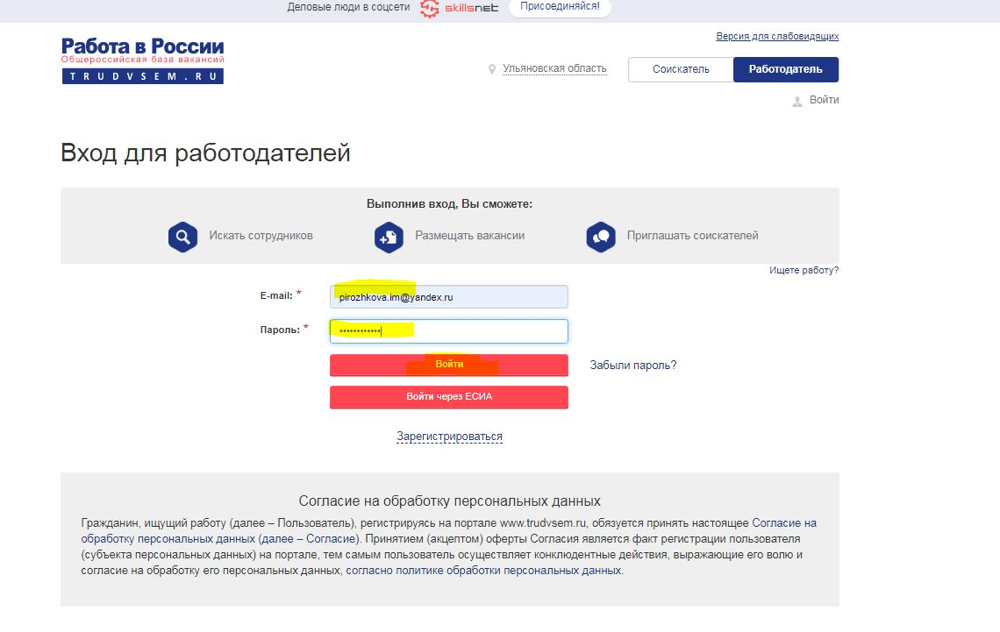 Деловые люди в соцсети skillsnet Присоединяйся!
Версия для слабовидящих
Работа в России
Общероссийская база вакансий
TRUDVSEM.RU
Ульяновская область
Соискатель
Работодатель
Войти
Вход для работодателей
Выполнив вход, Вы сможете:
Искать сотрудников
Размещать вакансии
Приглашать соискателей
Ищете работу?
E-mail: * pirozhkova.im@yandex.ru
Пароль: * ••••••••••••
Войти
Забыли пароль?
Войти через ЕСИА
Зарегистрироваться
Согласие на обработку персональных данных
Гражданин, ищущий работу (далее – Пользователь), регистрируясь на портале www.trudvsem.ru, обязуется принять настоящее Согласие на
обработку персональных данных (далее – Согласие). Принятием (акцептом) оферты Согласия является факт регистрации пользователя
(субъекта персональных данных) на портале, тем самым пользователь осуществляет конклюдентные действия, выражающие его волю и
согласие на обработку его персональных данных, согласно политике обработки персональных данных.